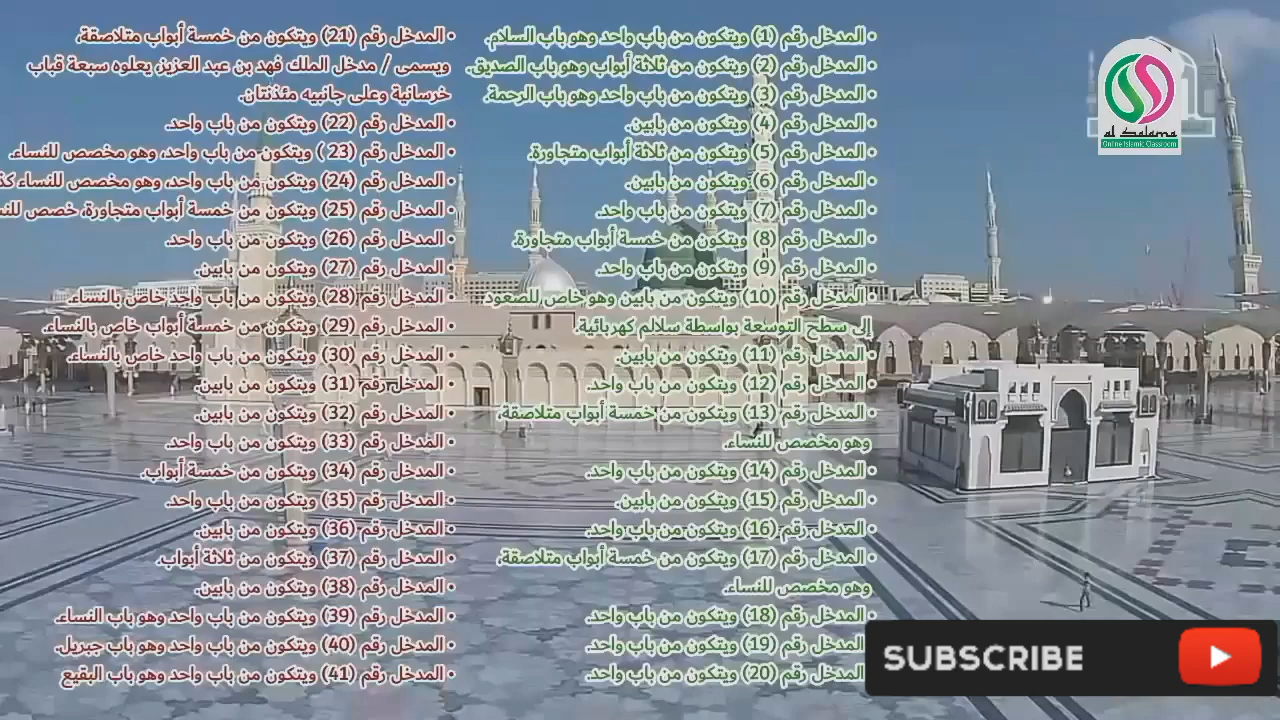 • المدخل رقم (1) ويتكون من باب واحد وهو باب السلام.
• المدخل رقم (2) ويتكون من ثلاثة أبواب وهو باب الصديق.
• المدخل رقم (3) ويتكون من باب واحد وهو باب الرحمة.
• المدخل رقم (4) ويتكون من بابين.
• المدخل رقم (5) ويتكون من ثلاثة أبواب متجاورة.
• المدخل رقم (6) ويتكون من بابين.
• المدخل رقم (7) ويتكون من باب واحد.
• المدخل رقم (8) ويتكون من خمسة أبواب متجاورة.
• المدخل رقم (9) ويتكون من باب واحد.
• المدخل رقم (10) ويتكون من بابين وهو خاص للصعود
إلى سطح التوسعة بواسطة سلالم كهربائية.
• المدخل رقم (11) ويتكون من بابين.
• المدخل رقم (12) ويتكون من باب واحد.
• المدخل رقم (13) ويتكون من خمسة أبواب متلاصقة،
وهو مخصص للنساء.
• المدخل رقم (14) ويتكون من باب واحد.
• المدخل رقم (15) ويتكون من بابين.
• المدخل رقم (16) ويتكون من باب واحد.
• المدخل رقم (17) ويتكون من خمسة أبواب متلاصقة،
وهو مخصص للنساء.
• المدخل رقم (18) ويتكون من باب واحد.
• المدخل رقم (19) ويتكون من باب واحد.
المدخل رقم (20) ويتكون من باب واحد.
• المدخل رقم (21) ويتكون من خمسة أبواب متلاصقة،
ويسمى / مدخل الملك فهد بن عبد العزيز، يعلوه سبعة قباب
خرسانية وعلى جانبيه مئذنتان.
• المدخل رقم (22) ويتكون من باب واحد.
• المدخل رقم (23 ) ويتكون من باب واحد، وهو مخصص للنساء.
• المدخل رقم (24) ويتكون من باب واحد، وهو مخصص للنساء
• المدخل رقم (25) ويتكون من خمسة أبواب متجاورة، خصص
• المدخل رقم (26) ويتكون من باب واحد.
• المدخل رقم (27) ويتكون من بابين.
• المدخل رقم (28) ويتكون من باب واحد خاص بالنساء.
• المدخل رقم (29) ويتكون من خمسة أبواب خاص بالنساء.
• المدخل رقم (30) ويتكون من باب واحد خاص بالنساء.
• المدخل رقم (31) ويتكون من بابين.
• المدخل رقم (32) ويتكون من بابين.
• المدخل رقم (33) ويتكون من باب واحد.
• المدخل رقم (34) ويتكون من خمسة أبواب.
• المدخل رقم (35) ويتكون من باب واحد.
• المدخل رقم (36) ويتكون من بابين.
• المدخل رقم (37) ويتكون من ثلاثة أبواب.
• المدخل رقم (38) ويتكون من بابين.
• المدخل رقم (39) ويتكون من باب واحد وهو باب النساء.
• المدخل رقم (40) ويتكون من باب واحد وهو باب جبريل.
• المدخل رقم (41) ويتكون من باب واحد وهو باب البقيع
al Salama
Online Islamic Classroom
SUBSCRIBE